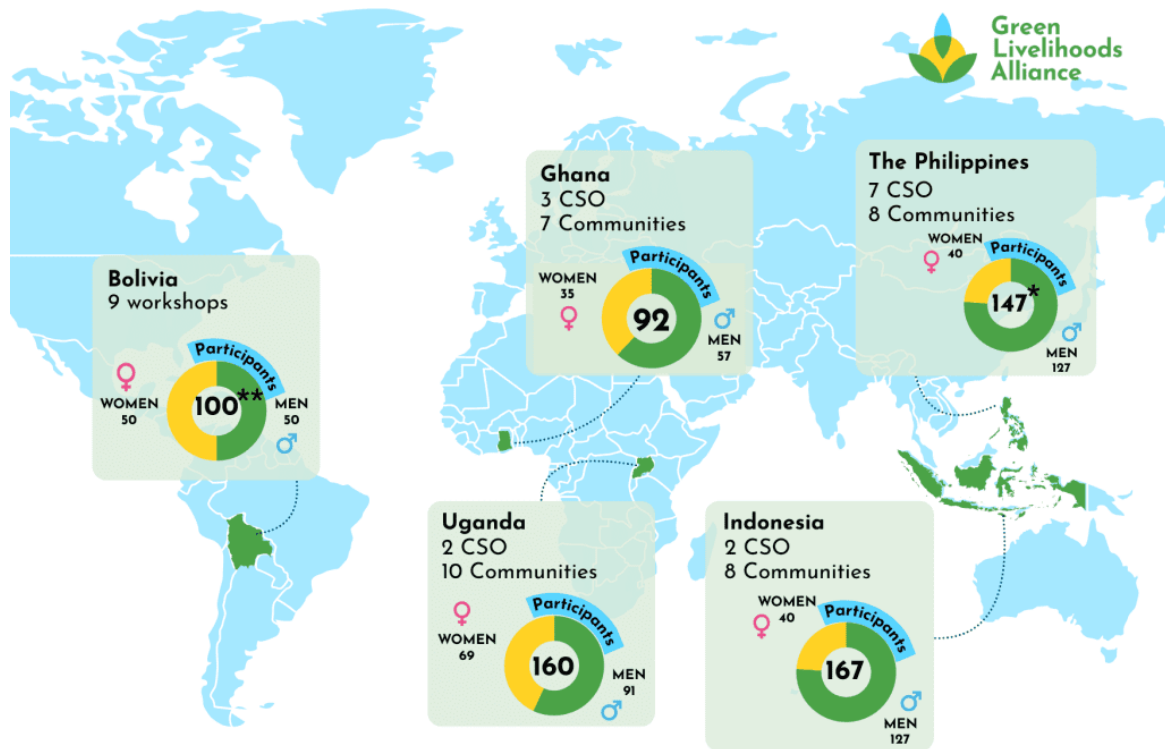 Green
Livelihoods
Alliance
Ghana
3 CSO
7 Communities
Participants
WOMEN
35
92
MEN
57
The Philippines
7 CSO
8 Communities
WOMEN
40
Participants
147*
MEN
127
Bolivia
9 workshops
Participants
WOMEN
50
100**
MEN
50
Uganda
2 CSO
10 Communities
Participants
WOMEN
69
160
MEN
91
Indonesia
2 CSO
8 Communities
WOMEN
40
Participants
167
MEN
127